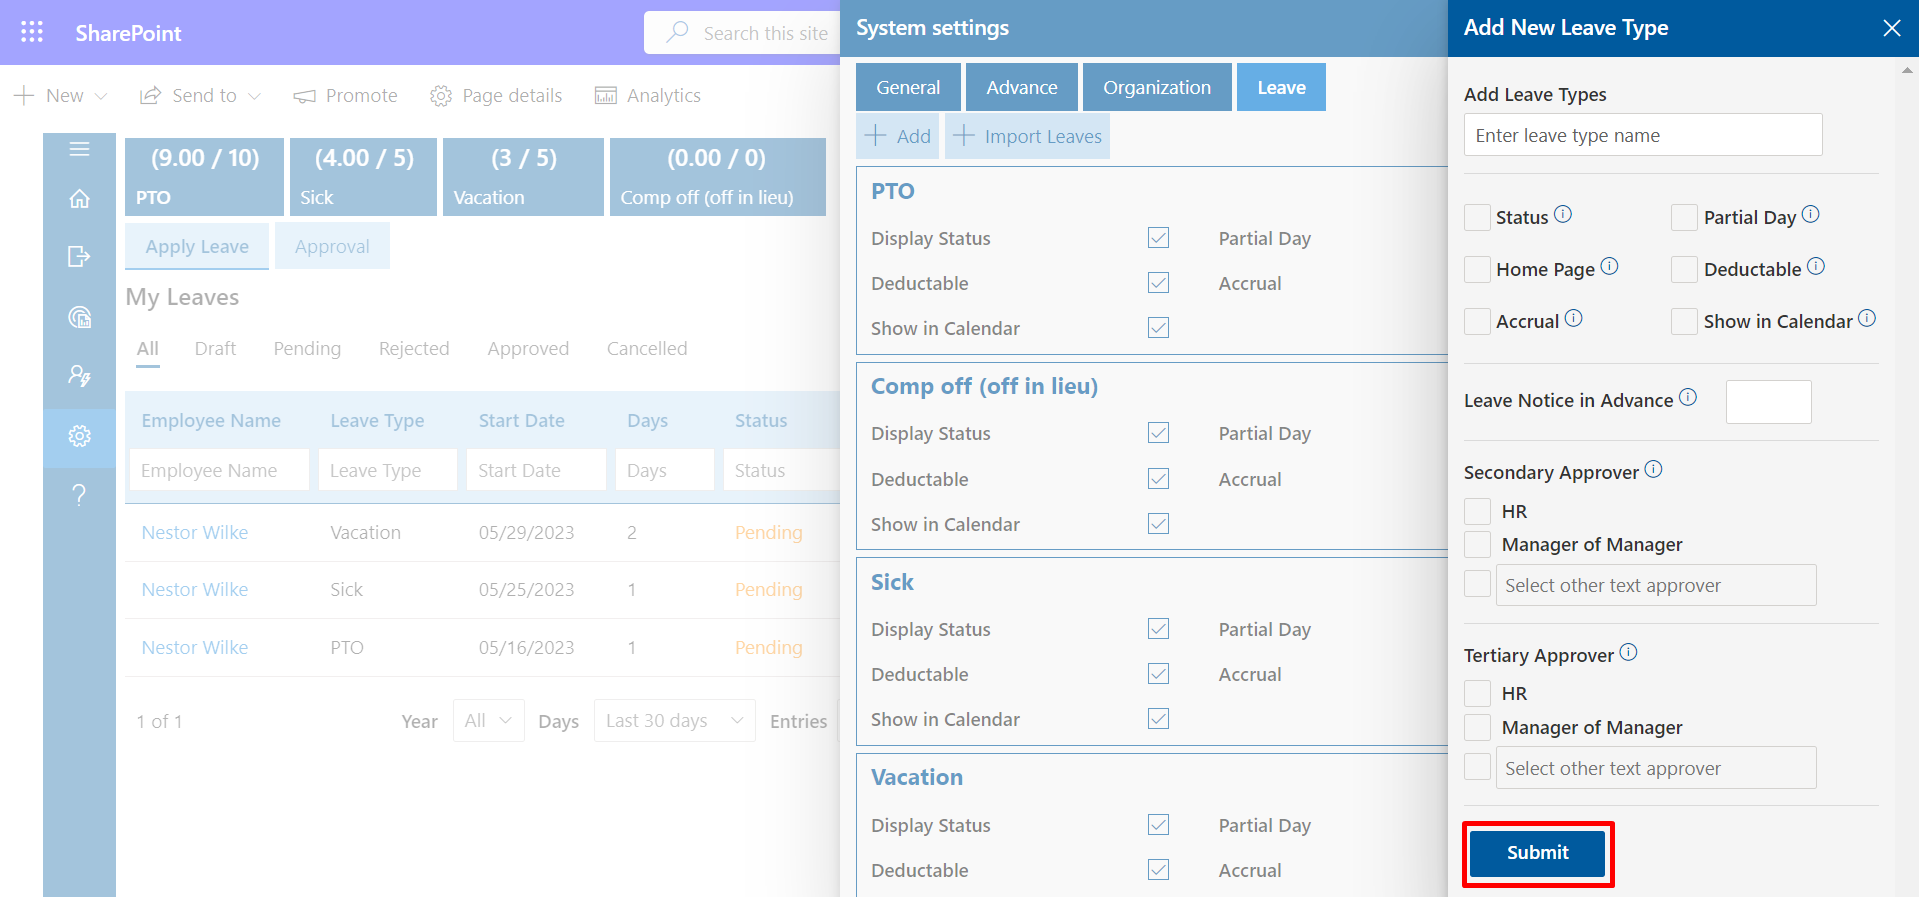 SharePoint
Search this site
New
Send to
Promote
Page details
Analytics
(9.00 / 10)
PTO
(4.00 / 5)
Sick
(3 / 5)
Vacation
(0.00 / 0)
Comp off (off in lieu)
Apply Leave
Approval
My Leaves
All
Draft
Pending
Rejected
Approved
Cancelled
Employee Name
Leave Type
Start Date
Days
Status
Employee Name
Leave Type
Start Date
Days
Status
Nestor Wilke
Vacation
05/29/2023
2
Pending
Nestor Wilke
Sick
05/25/2023
1
Pending
Nestor Wilke
PTO
05/16/2023
1
Pending
1 of 1
Year
All
Days
Last 30 days
Entries
System settings
General
Advance
Organization
Leave
Add
Import Leaves
PTO
Display Status
Partial Day
Deductable
Accrual
Show in Calendar
Comp off (off in lieu)
Display Status
Partial Day
Deductable
Accrual
Show in Calendar
Sick
Display Status
Partial Day
Deductable
Accrual
Show in Calendar
Vacation
Display Status
Partial Day
Deductable
Accrual
Add New Leave Type
Add Leave Types
Enter leave type name
Status
Partial Day
Home Page
Deductable
Accrual
Show in Calendar
Leave Notice in Advance
Secondary Approver
HR
Manager of Manager
Select other text approver
Tertiary Approver
HR
Manager of Manager
Select other text approver
Submit